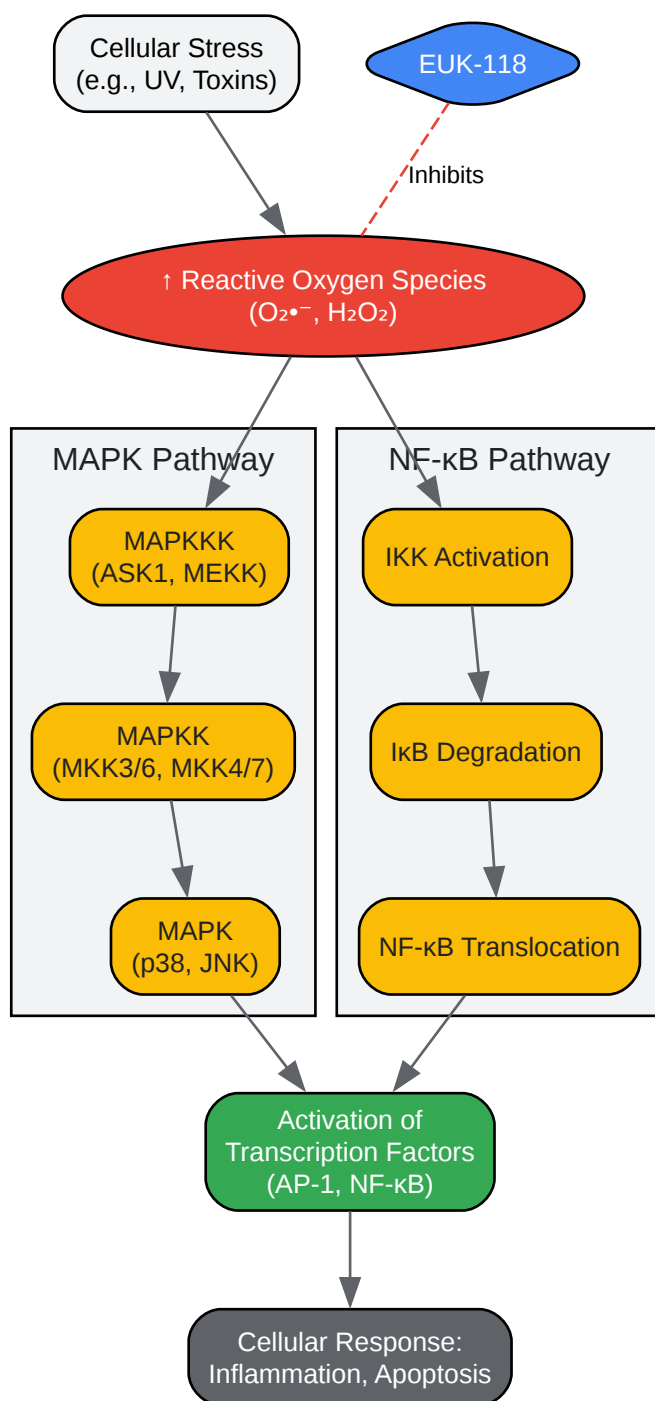 Cellular Stress
(e.g., UV, Toxins)
EUK-118
Inhibits
↑ Reactive Oxygen Species
(O₂•⁻, H₂O₂)
MAPK Pathway
NF-κB Pathway
MAPKKK
(ASK1, MEKK)
IKK Activation
MAPKK
(MKK3/6, MKK4/7)
IκB Degradation
MAPK
(p38, JNK)
NF-κB Translocation
Activation of
Transcription Factors
(AP-1, NF-κB)
Cellular Response:
Inflammation, Apoptosis